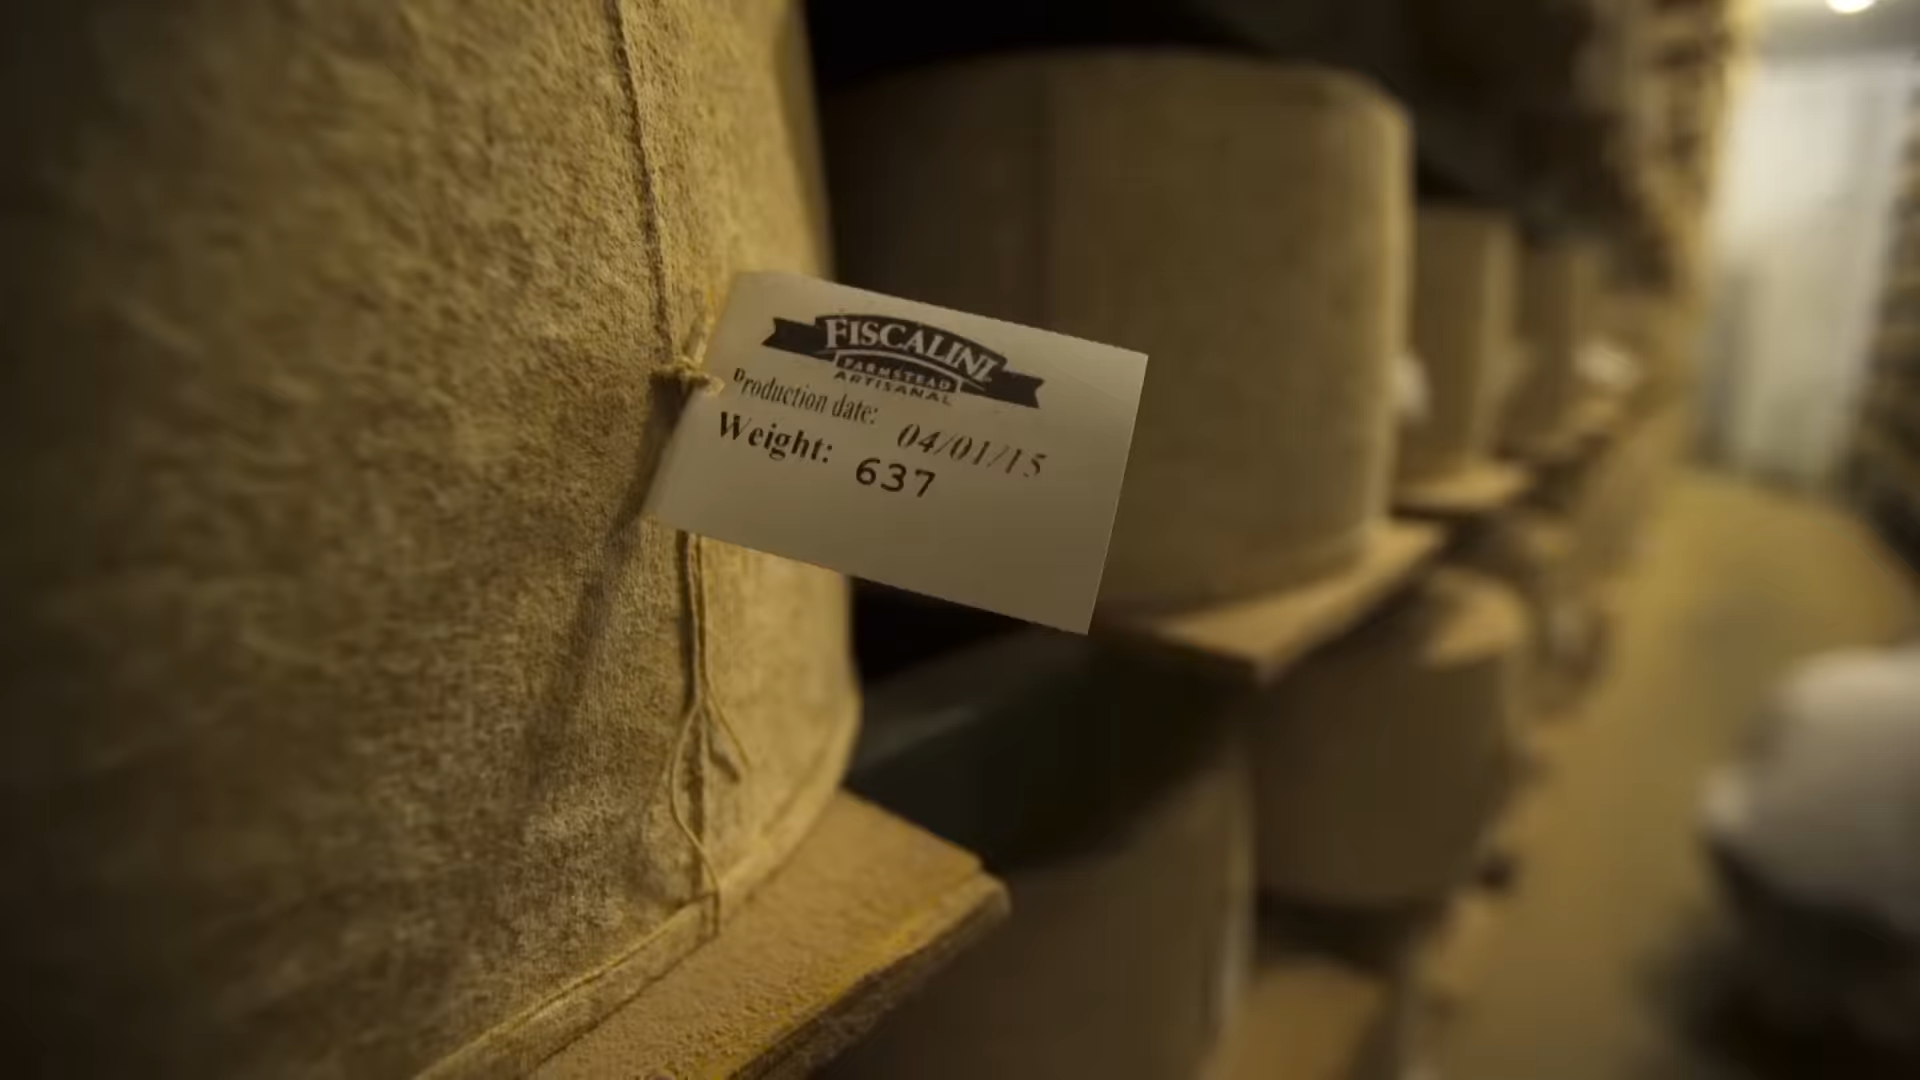 FISCALINI
FARMSTEAD
ARTISANAL
Production date: 04/01/15
Weight: 637